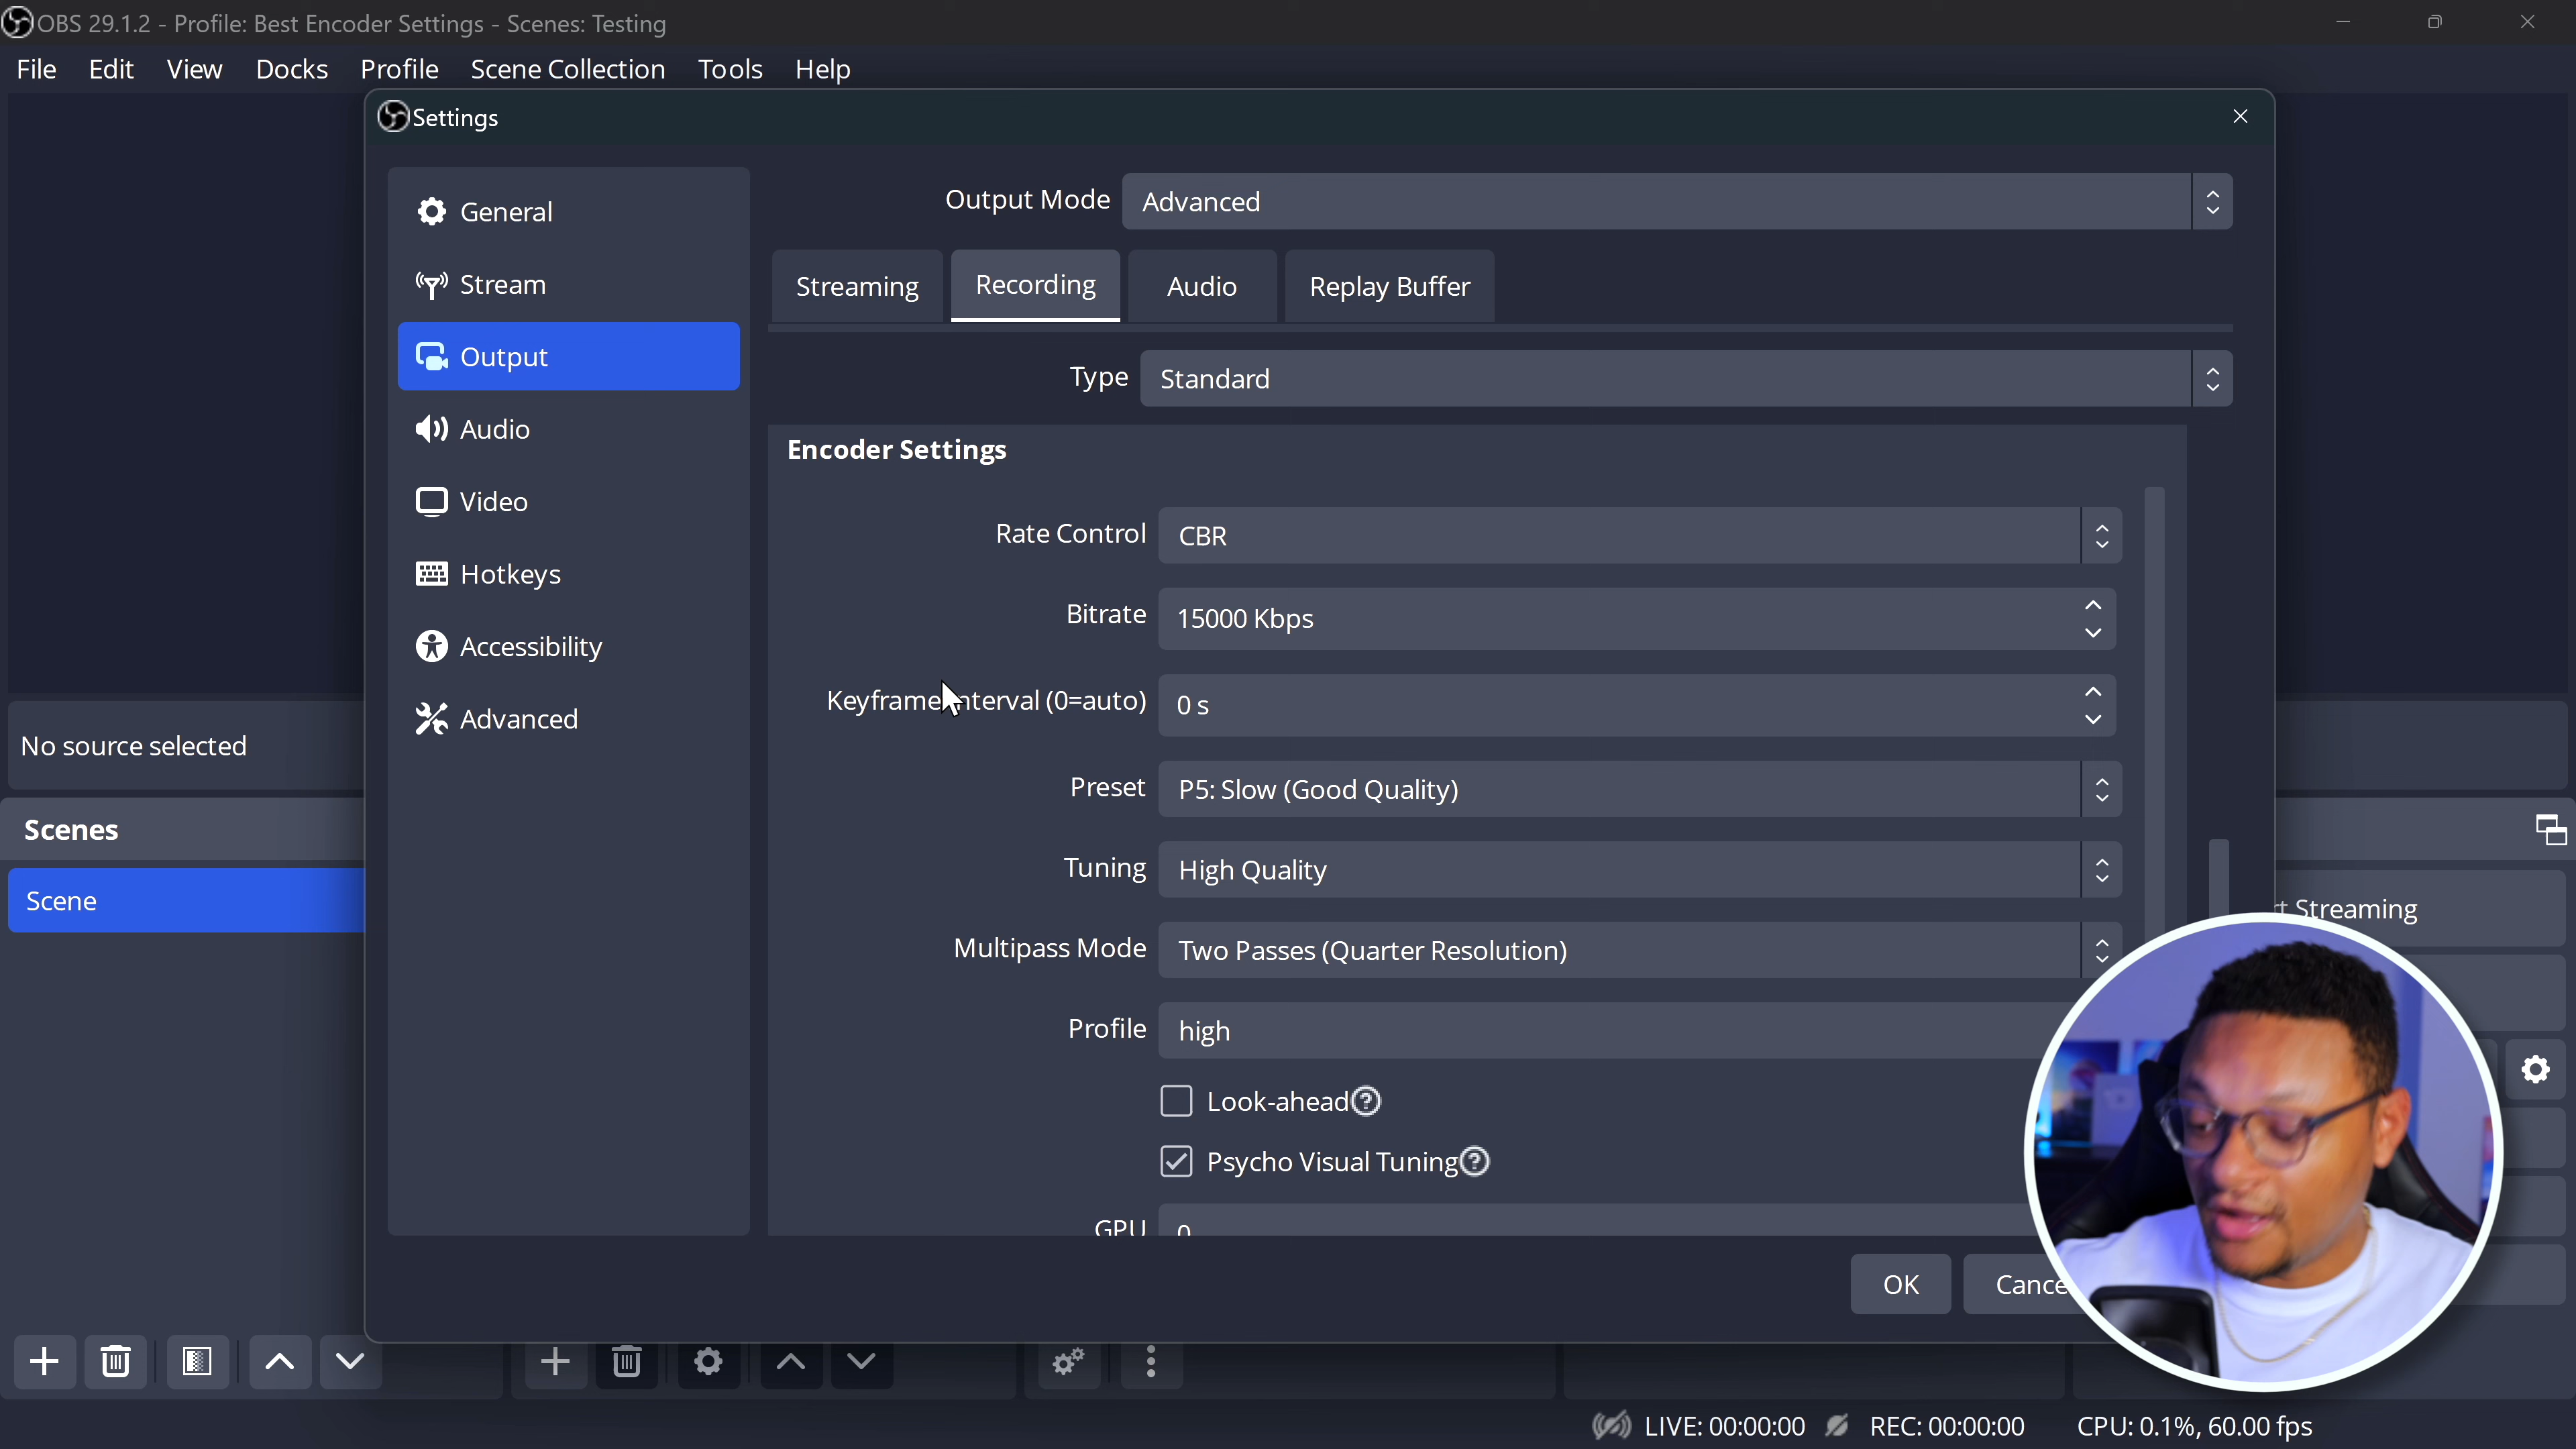 OBS 29.1.2 - Profile: Best Encoder Settings - Scenes: Testing
File Edit View Docks Profile Scene Collection Tools Help
Settings
General
Stream
Output
Audio
Video
Hotkeys
Accessibility
Advanced
Output Mode Advanced
Streaming Recording Audio Replay Buffer
Type Standard
Encoder Settings
Rate Control CBR
Bitrate 15000 Kbps
Keyframe Interval (0=auto) 0 s
Preset P5: Slow (Good Quality)
Tuning High Quality
Multipass Mode Two Passes (Quarter Resolution)
Profile high
Look-ahead
Psycho Visual Tuning
GPU 0
OK Cance
No source selected
Scenes
Scene
Streaming
LIVE: 00:00:00 REC: 00:00:00 CPU: 0.1%, 60.00 fps